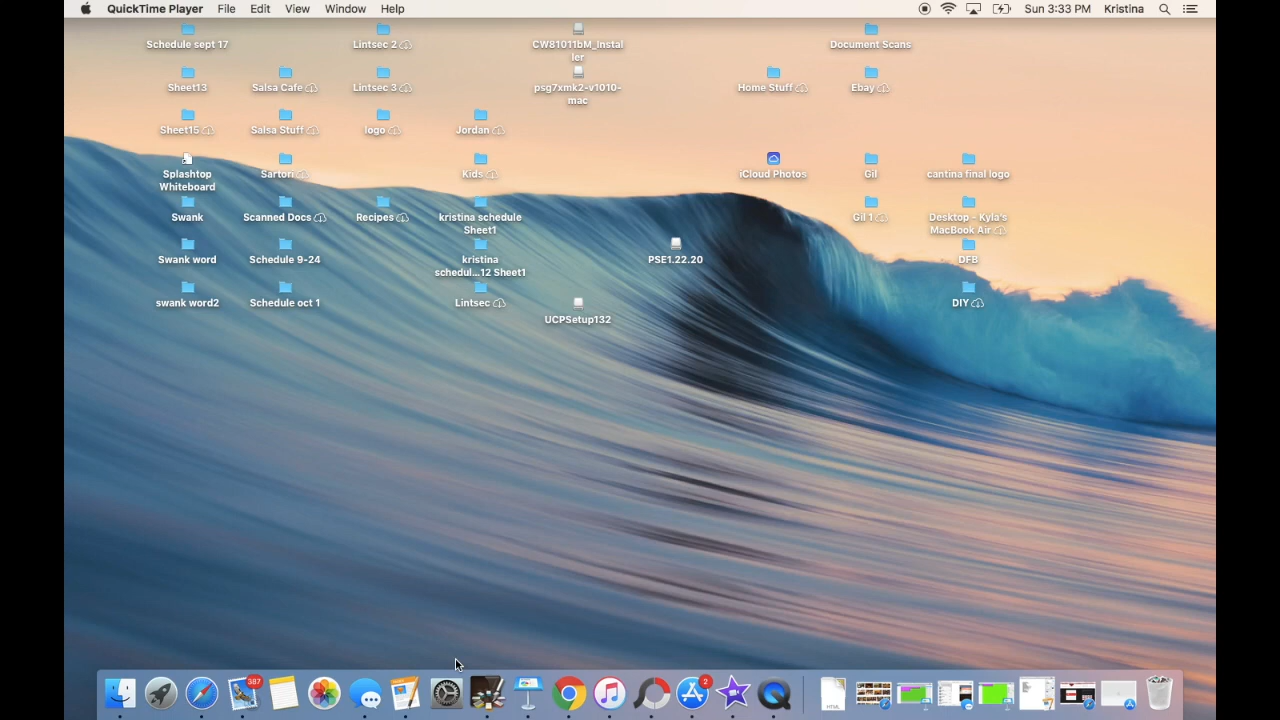 QuickTime Player File Edit View Window Help Sun 3:33 PM Kristina
Schedule sept 17
Lintsec 2
CW81011bM_Instal
ler
Document Scans
Sheet13
Salsa Cafe
Lintsec 3
psg7xmk2-v1010-
mac
Home Stuff
Ebay
Sheet15
Salsa Stuff
logo
Jordan
Splashtop
Whiteboard
Sartori
Kids
iCloud Photos
Gil
cantina final logo
Swank
Scanned Docs
Recipes
kristina schedule
Sheet1
Gil 1
Desktop - Kyla's
MacBook Air
Swank word
Schedule 9-24
kristina
schedul...12 Sheet1
PSE1.22.20
DFB
swank word2
Schedule oct 1
Lintsec
UCPSetup132
DIY
387
2
HTML